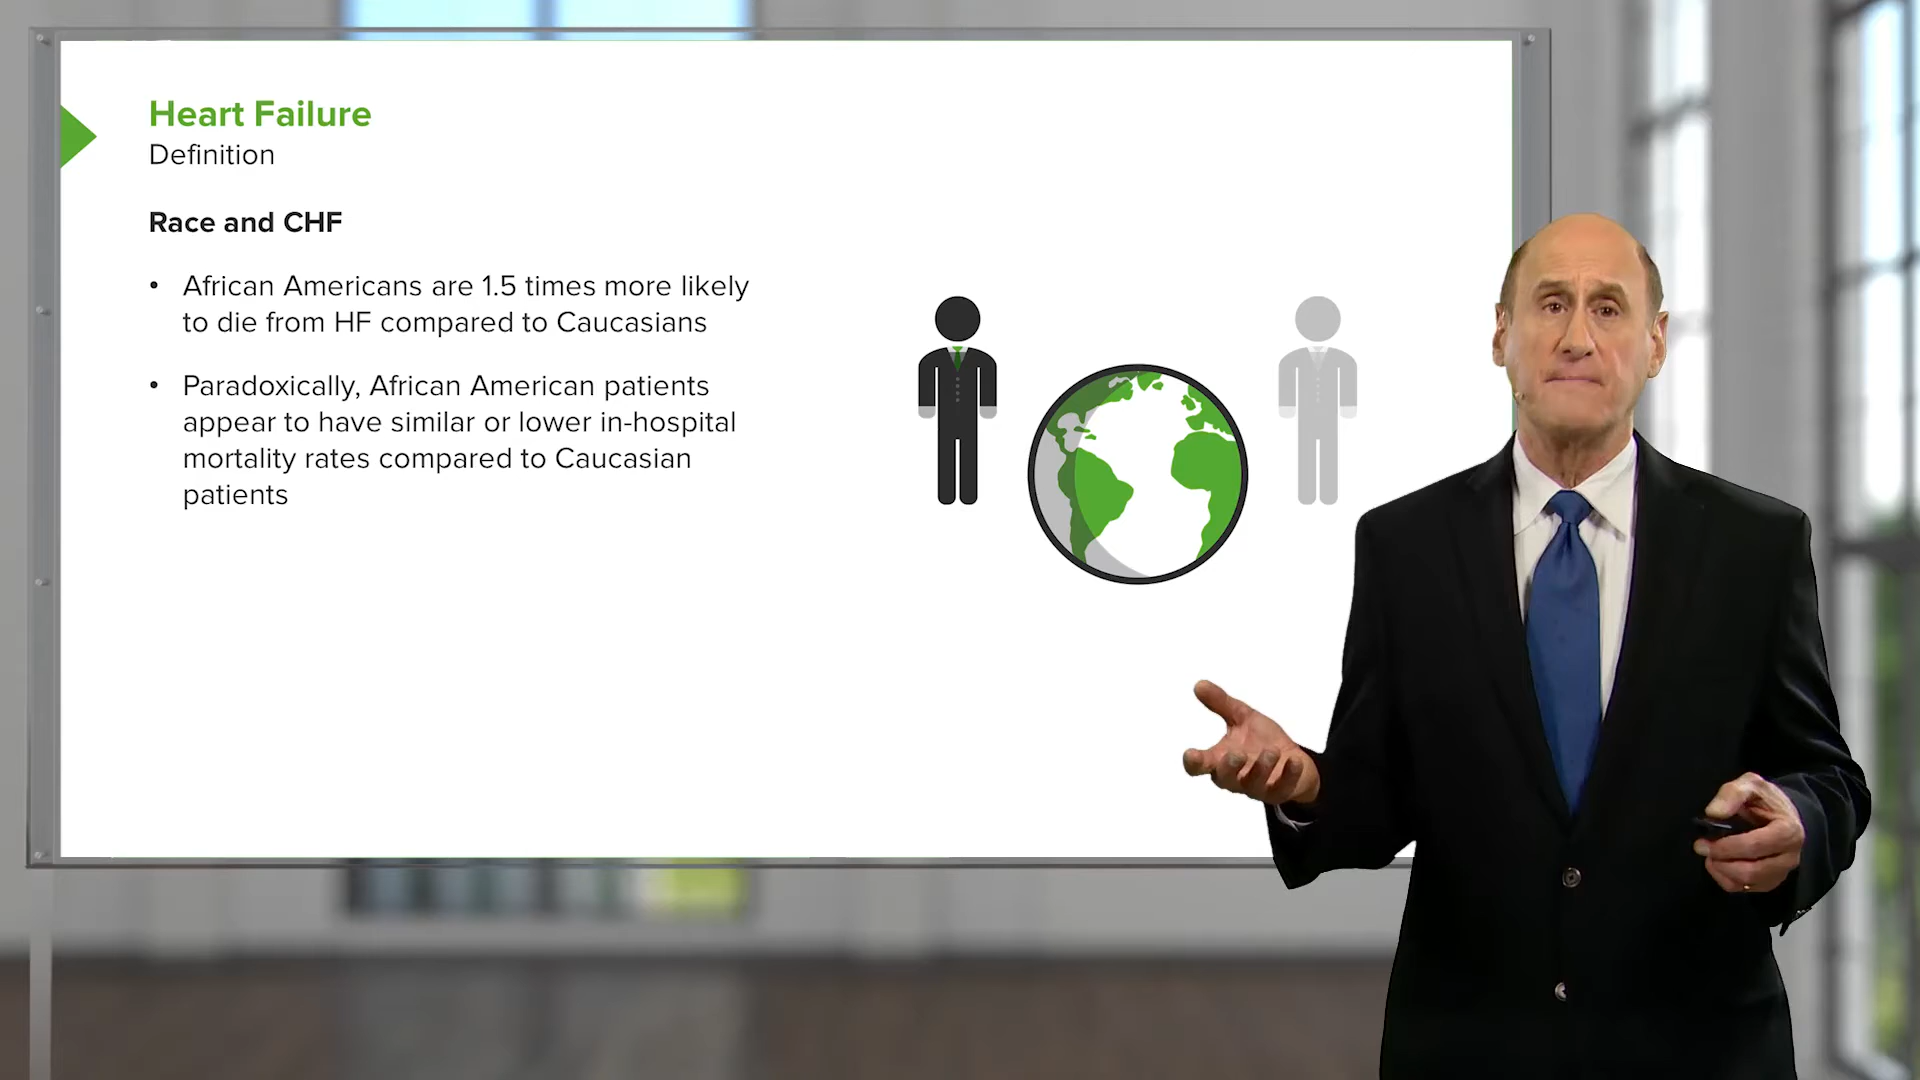 Heart Failure
Definition
Race and CHF
• African Americans are 1.5 times more likely
to die from HF compared to Caucasians
• Paradoxically, African American patients
appear to have similar or lower in-hospital
mortality rates compared to Caucasian
patients